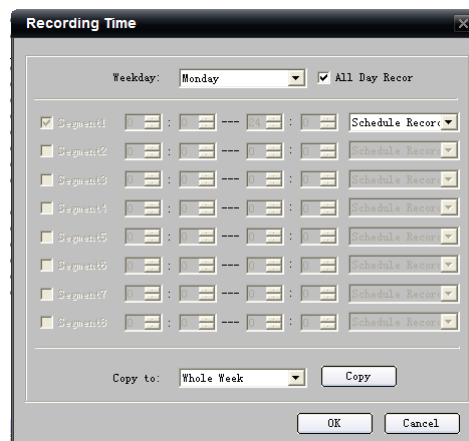 Recording Time
Weekday: Monday All Day Recor
Segment1 0 : 0 --- 24 : 0 Schedule Recor
Segment2 0 : 0 --- 0 : 0 Schedule Recor
Segment3 0 : 0 --- 0 : 0 Schedule Recor
Segment4 0 : 0 --- 0 : 0 Schedule Recor
Segment5 0 : 0 --- 0 : 0 Schedule Recor
Segment6 0 : 0 --- 0 : 0 Schedule Recor
Segment7 0 : 0 --- 0 : 0 Schedule Recor
Segment8 0 : 0 --- 0 : 0 Schedule Recor
Copy to: Whole Week Copy
OK Cancel